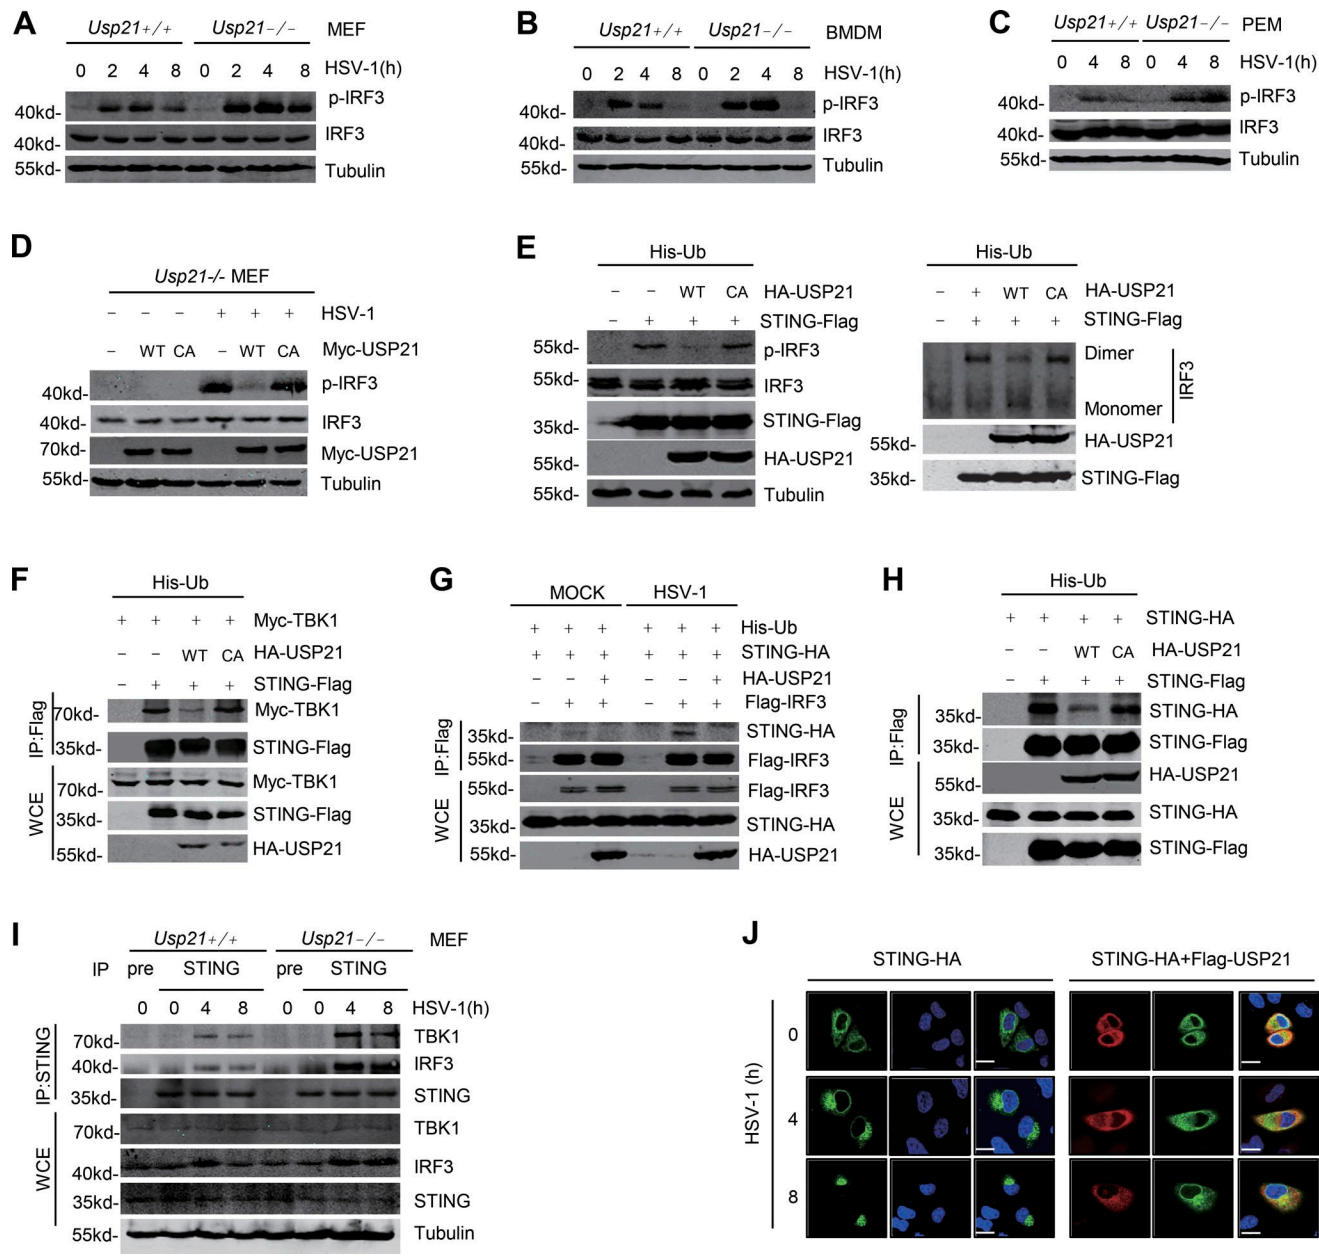 A
Usp21+/+ Usp21−/− MEF
0 2 4 8 0 2 4 8 HSV-1(h)
40kd- p-IRF3
40kd- IRF3
55kd- Tubulin
B
Usp21+/+ Usp21−/− BMDM
0 2 4 8 0 2 4 8 HSV-1(h)
40kd- p-IRF3
40kd- IRF3
55kd- Tubulin
C
Usp21+/+ Usp21−/− PEM
0 4 8 0 4 8 HSV-1(h)
40kd- p-IRF3
40kd- IRF3
55kd- Tubulin
D
Usp21-/- MEF
− − − + + + HSV-1
− WT CA − WT CA Myc-USP21
40kd- p-IRF3
40kd- IRF3
70kd- Myc-USP21
55kd- Tubulin
E
His-Ub
− − WT CA HA-USP21
− + + + STING-Flag
55kd- p-IRF3
55kd- IRF3
35kd- STING-Flag
55kd- HA-USP21
55kd- Tubulin
His-Ub
− + WT CA HA-USP21
− + + + STING-Flag
Dimer
Monomer
IRF3
55kd- HA-USP21
35kd- STING-Flag
F
His-Ub
+ + + + Myc-TBK1
− − WT CA HA-USP21
− + + + STING-Flag
IP:Flag
70kd- Myc-TBK1
35kd- STING-Flag
WCE
70kd- Myc-TBK1
35kd- STING-Flag
55kd- HA-USP21
G
MOCK HSV-1
+ + + + + + His-Ub
+ + + + + + STING-HA
− − + − − + HA-USP21
− + + − + + Flag-IRF3
IP:Flag
35kd- STING-HA
55kd- Flag-IRF3
WCE
55kd- Flag-IRF3
35kd- STING-HA
55kd- HA-USP21
H
His-Ub
+ + + + STING-HA
− − WT CA HA-USP21
− + + + STING-Flag
IP:Flag
35kd- STING-HA
35kd- STING-Flag
WCE
55kd- HA-USP21
35kd- STING-HA
35kd- STING-Flag
I
Usp21+/+ Usp21−/− MEF
IP pre STING pre STING
0 0 4 8 0 0 4 8 HSV-1(h)
IP:STING
70kd- TBK1
40kd- IRF3
35kd- STING
WCE
70kd- TBK1
40kd- IRF3
35kd- STING
55kd- Tubulin
J
STING-HA STING-HA+Flag-USP21
HSV-1 (h)
0
4
8